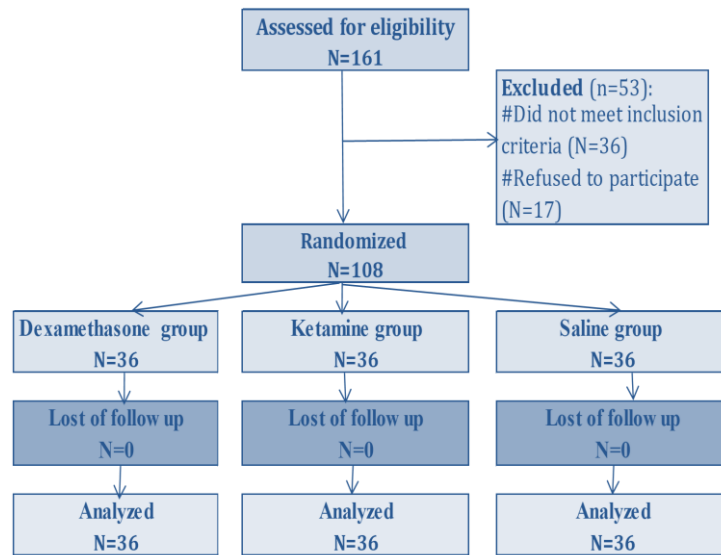 Assessed for eligibility
N=161
Excluded (n=53):
#Did not meet inclusion
criteria (N=36)
#Refused to participate
(N=17)
Randomized
N=108
Dexamethasone group
N=36
Ketamine group
N=36
Saline group
N=36
Lost of follow up
N=0
Lost of follow up
N=0
Lost of follow up
N=0
Analyzed
N=36
Analyzed
N=36
Analyzed
N=36